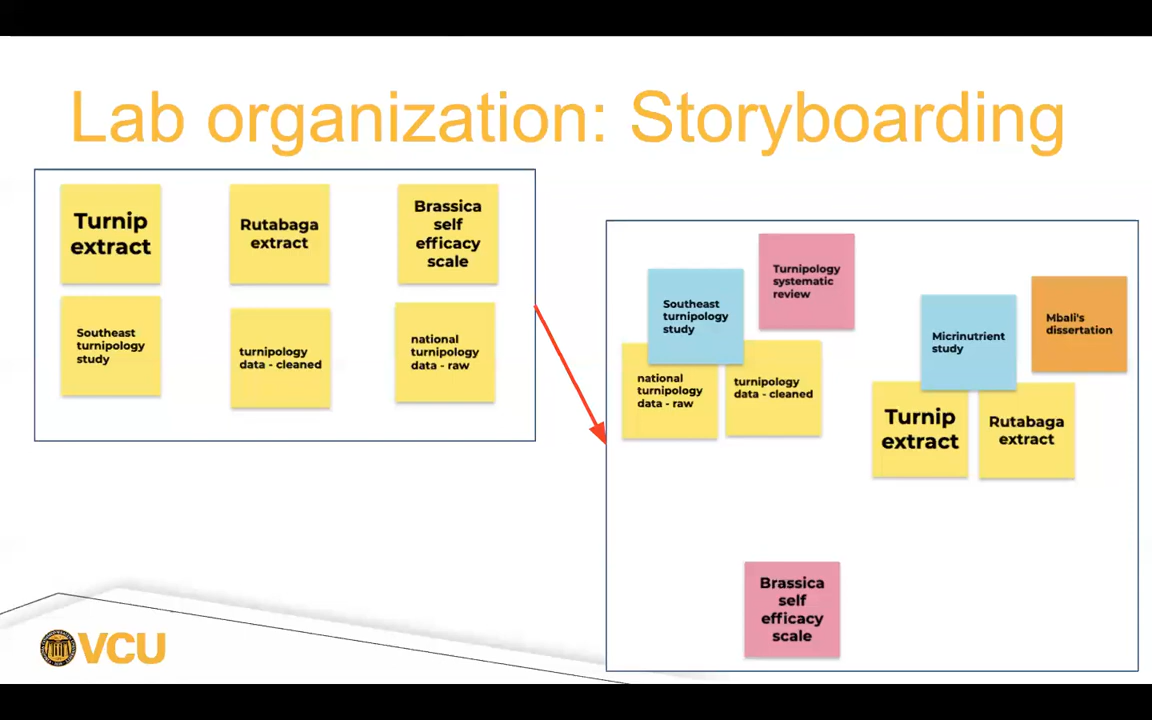 Lab organization: Storyboarding
Turnip
extract
Rutabaga
extract
Brassica
self
efficacy
scale
Southeast
turnipology
study
turnipology
data - cleaned
national
turnipology
data - raw
Turnipology
systematic
review
Southeast
turnipology
study
national
turnipology
data - raw
turnipology
data - cleaned
Micrinutrient
study
Mbali's
dissertation
Turnip
extract
Rutabaga
extract
Brassica
self
efficacy
scale
VCU